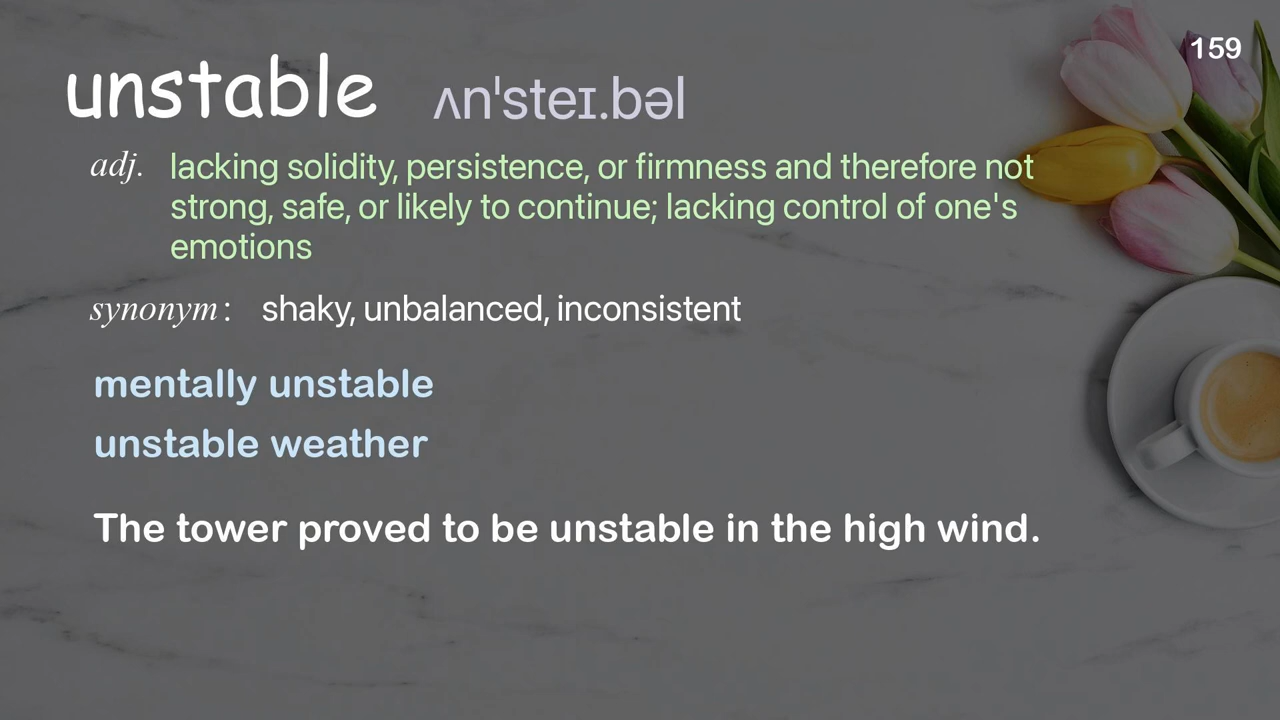 159
unstable ʌn'steɪ.bəl
adj. lacking solidity, persistence, or firmness and therefore not
strong, safe, or likely to continue; lacking control of one's
emotions
synonym: shaky, unbalanced, inconsistent
mentally unstable
unstable weather
The tower proved to be unstable in the high wind.